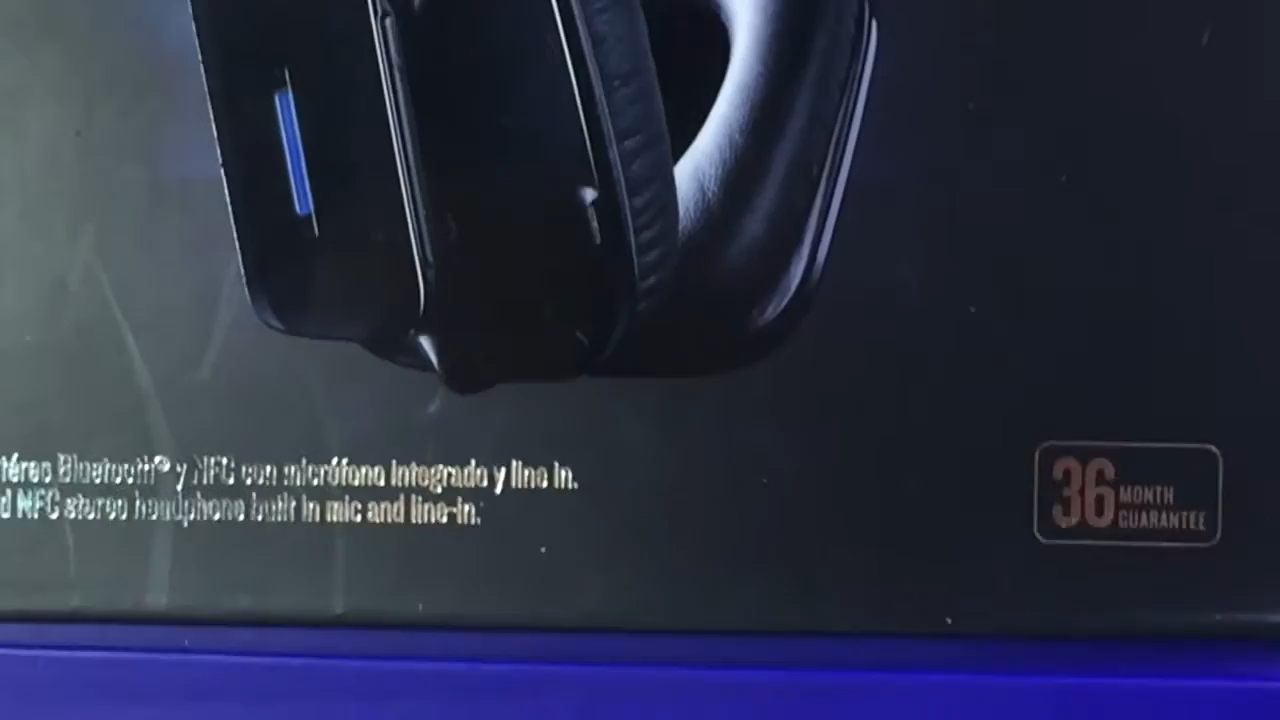 téreo Bluetooth® y NFC con micrófono integrado y line in.
d NFC stereo headphone built in mic and line-in.
36 MONTH
GUARANTEE